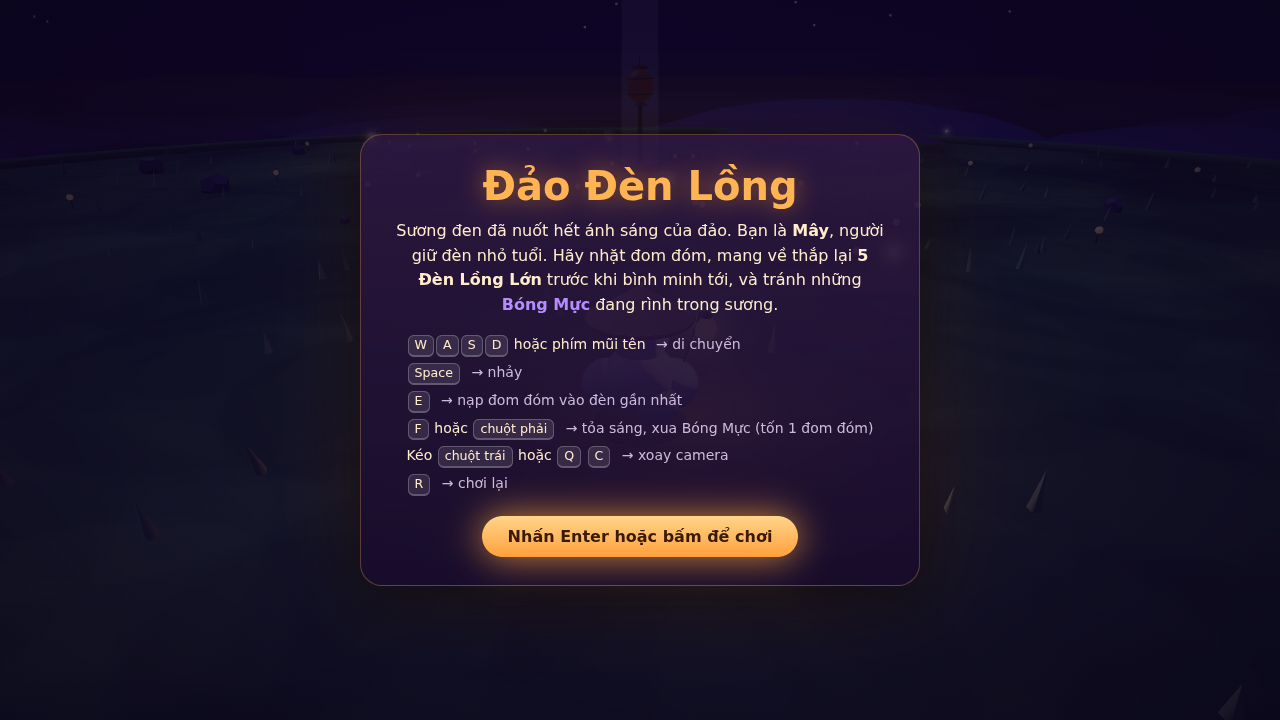 Đảo Đèn Lồng
Sương đen đã nuốt hết ánh sáng của đảo. Bạn là Mây, người
giữ đèn nhỏ tuổi. Hãy nhặt đom đóm, mang về thắp lại 5
Đèn Lồng Lớn trước khi bình minh tới, và tránh những
Bóng Mực đang rình trong sương.
W A S D hoặc phím mũi tên → di chuyển
Space → nhảy
E → nạp đom đóm vào đèn gần nhất
F hoặc chuột phải → tỏa sáng, xua Bóng Mực (tốn 1 đom đóm)
Kéo chuột trái hoặc Q C → xoay camera
R → chơi lại
Nhấn Enter hoặc bấm để chơi